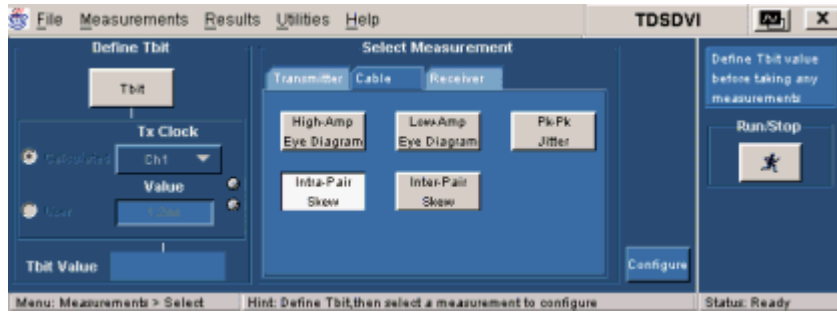 File Measurements Results Utilities Help TDSDVI X
Define Tbit
Tbit
Tx Clock
Calculated Ch1
Value
User
Tbit Value
Select Measurement
Transmitter Cable Receiver
High-Amp
Eye Diagram
Low-Amp
Eye Diagram
Pk-Pk
Jitter
Intra-Pair
Skew
Inter-Pair
Skew
Configure
Define Tbit value
before taking any
measurements
Run/Stop
Menu: Measurements > Select
Hint: Define Tbit,then select a measurement to configure
Status: Ready